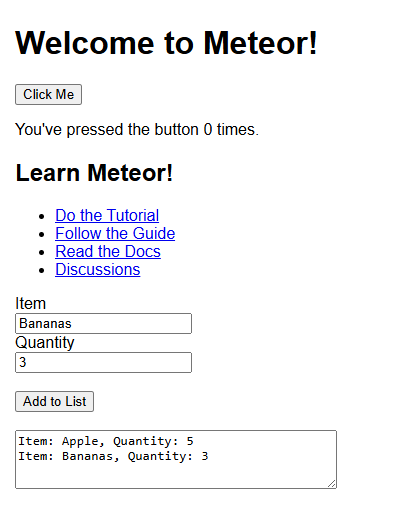 Welcome to Meteor!
Click Me
You've pressed the button 0 times.
Learn Meteor!
Do the Tutorial
Follow the Guide
Read the Docs
Discussions
Item
Bananas
Quantity
3
Add to List
Item: Apple, Quantity: 5
Item: Bananas, Quantity: 3